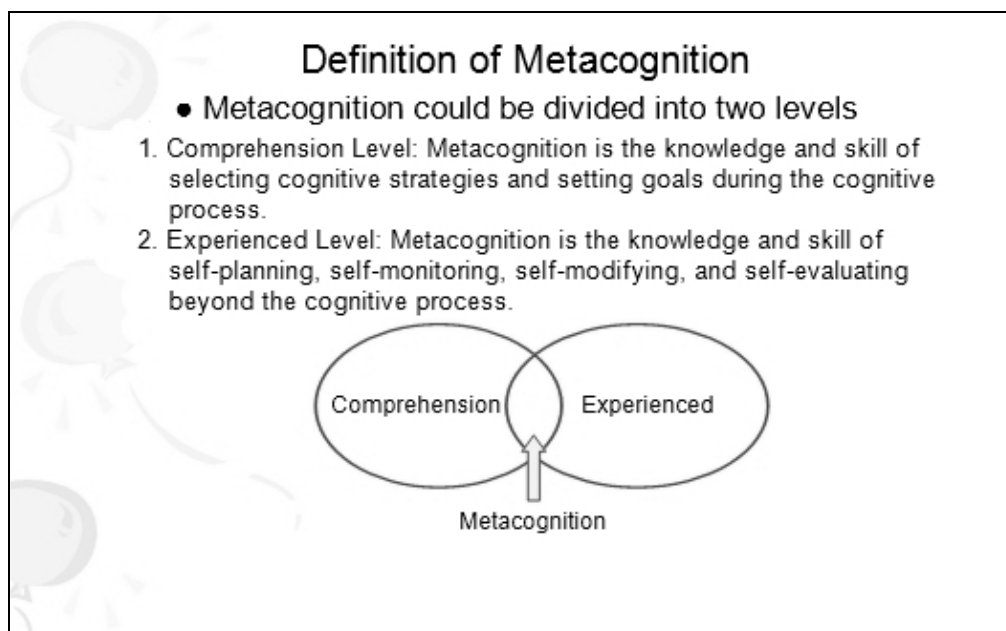 Definition of Metacognition
● Metacognition could be divided into two levels
1. Comprehension Level: Metacognition is the knowledge and skill of
selecting cognitive strategies and setting goals during the cognitive
process.
2. Experienced Level: Metacognition is the knowledge and skill of
self-planning, self-monitoring, self-modifying, and self-evaluating
beyond the cognitive process.
Comprehension Experienced
Metacognition